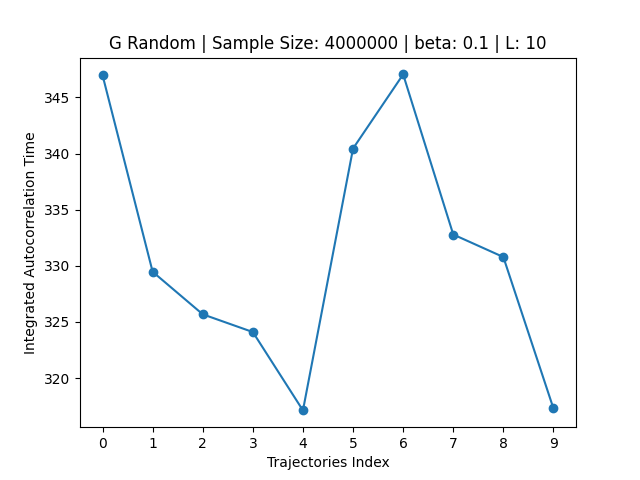 G Random | Sample Size: 4000000 | beta: 0.1 | L: 10
Integrated Autocorrelation Time
345
340
335
330
325
320
0 1 2 3 4 5 6 7 8 9
Trajectories Index